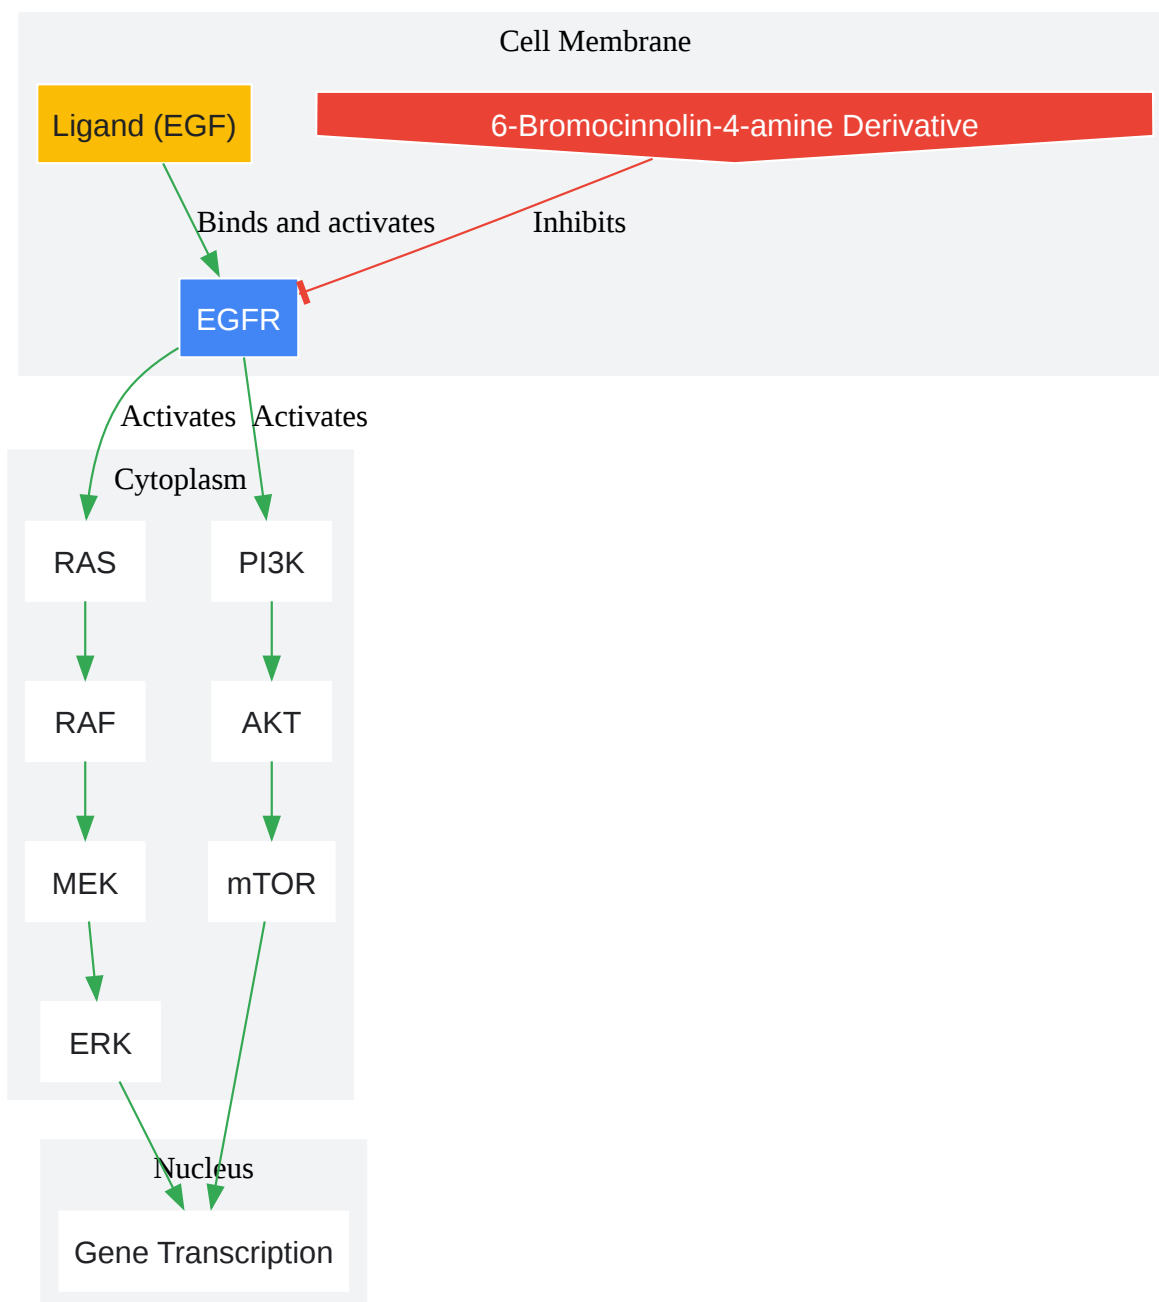 Cell Membrane
Ligand (EGF)
6-Bromocinnolin-4-amine Derivative
Binds and activates
Inhibits
EGFR
Activates
Activates
Cytoplasm
RAS
PI3K
RAF
AKT
MEK
mTOR
ERK
Nucleus
Gene Transcription